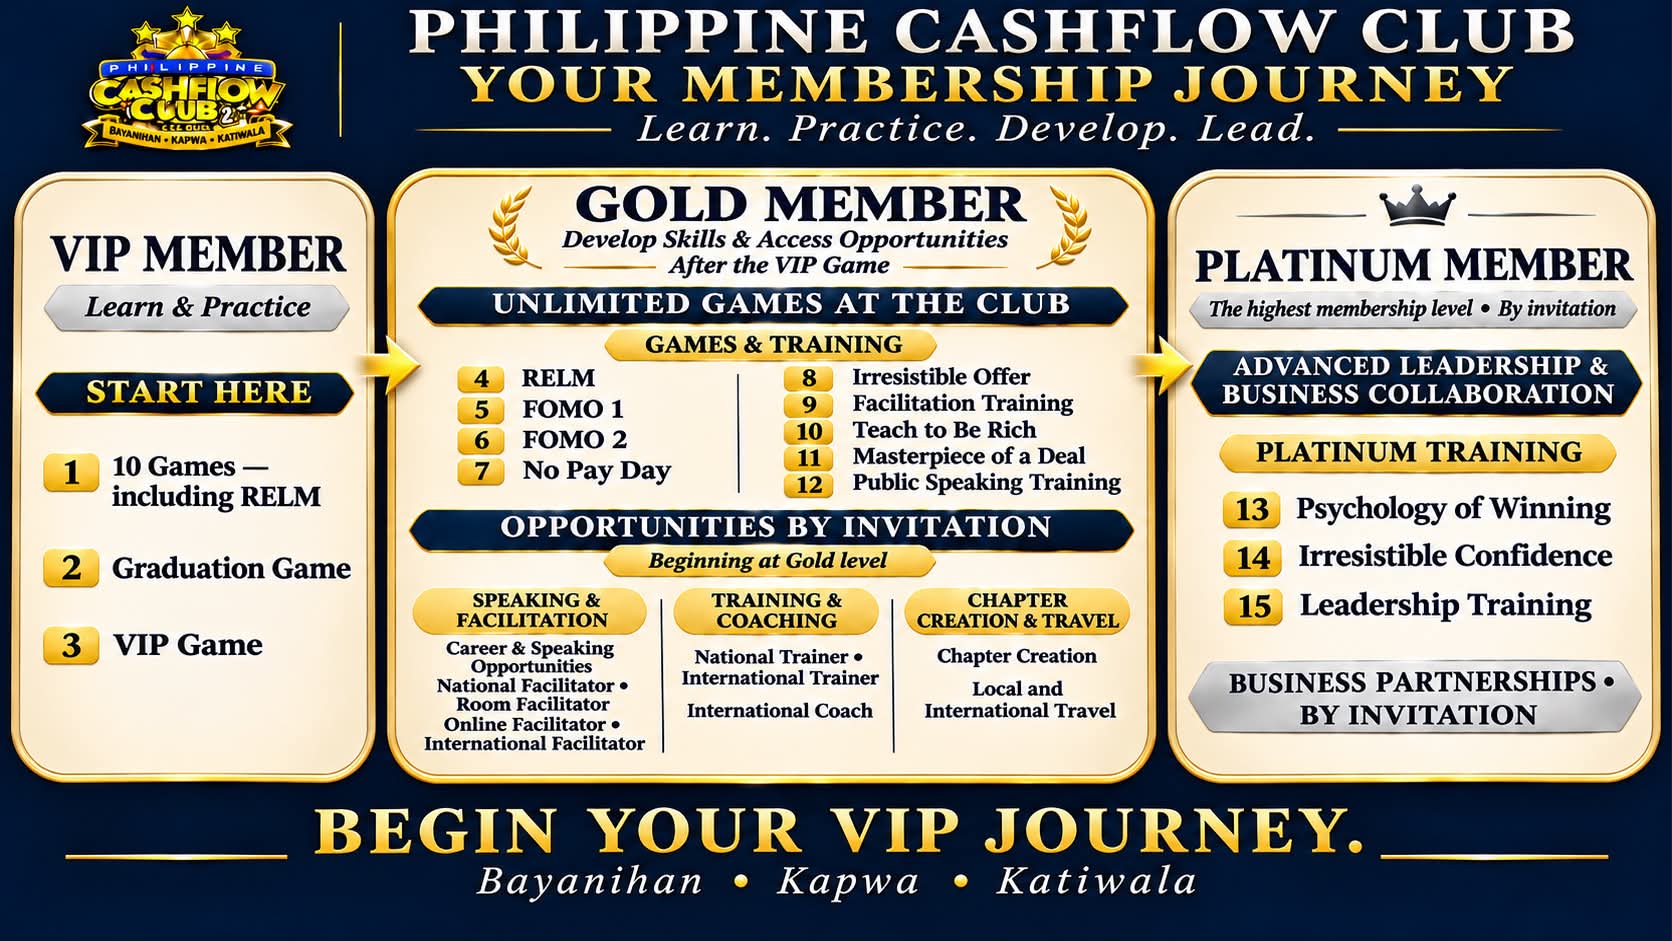 PHILIPPINE
CASHFLOW
CLUB
BAYANIHAN • KAPWA • KATIWALA
PHILIPPINE CASHFLOW CLUB
YOUR MEMBERSHIP JOURNEY
Learn. Practice. Develop. Lead.
VIP MEMBER
Learn & Practice
START HERE
1 10 Games —
including RELM
2 Graduation Game
3 VIP Game
GOLD MEMBER
Develop Skills & Access Opportunities
After the VIP Game
UNLIMITED GAMES AT THE CLUB
GAMES & TRAINING
4 RELM
5 FOMO 1
6 FOMO 2
7 No Pay Day
8 Irresistible Offer
9 Facilitation Training
10 Teach to Be Rich
11 Masterpiece of a Deal
12 Public Speaking Training
OPPORTUNITIES BY INVITATION
Beginning at Gold level
SPEAKING &
FACILITATION
Career & Speaking
Opportunities
National Facilitator •
Room Facilitator
Online Facilitator •
International Facilitator
TRAINING &
COACHING
National Trainer •
International Trainer
International Coach
CHAPTER
CREATION & TRAVEL
Chapter Creation
Local and
International Travel
PLATINUM MEMBER
The highest membership level • By invitation
ADVANCED LEADERSHIP &
BUSINESS COLLABORATION
PLATINUM TRAINING
13 Psychology of Winning
14 Irresistible Confidence
15 Leadership Training
BUSINESS PARTNERSHIPS •
BY INVITATION
BEGIN YOUR VIP JOURNEY.
Bayanihan • Kapwa • Katiwala